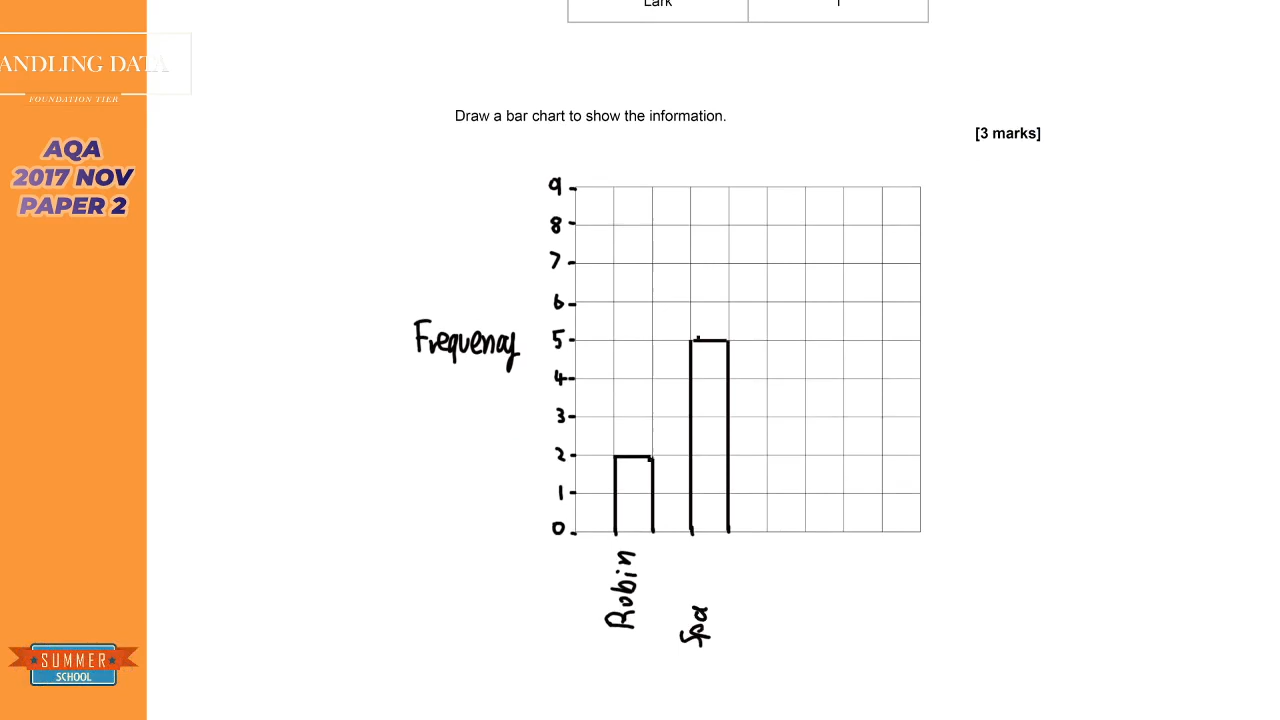 Lark 1
ANDLING DATA
FOUNDATION TIER
AQA
2017 NOV
PAPER 2
Draw a bar chart to show the information.
[3 marks]
9
8
7
6
5
4
3
2
1
0
Frequency
Robin
Spa
SUMMER
SCHOOL